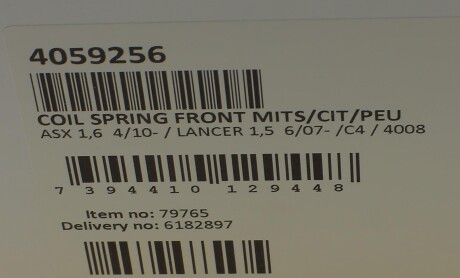 4059256
COIL SPRING FRONT MITS/CIT/PEU
ASX 1,6 4/10- / LANCER 1,5 6/07- /C4 / 4008
7 394410 129448
Item no: 79765
Delivery no: 6182897